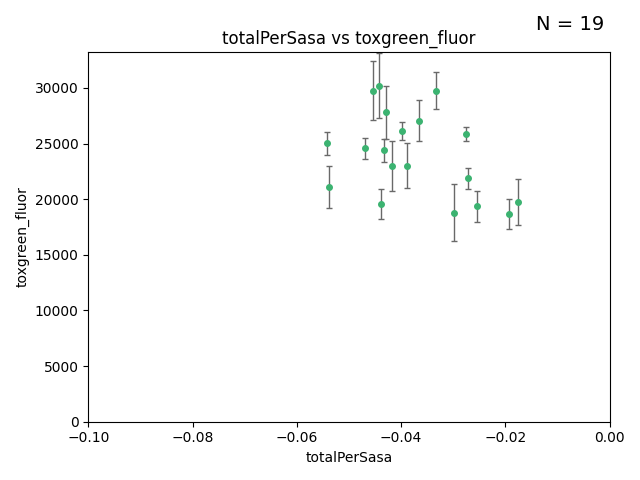 N = 19
totalPerSasa vs toxgreen_fluor
toxgreen_fluor
30000
25000
20000
15000
10000
5000
0
−0.10 −0.08 −0.06 −0.04 −0.02 0.00
totalPerSasa